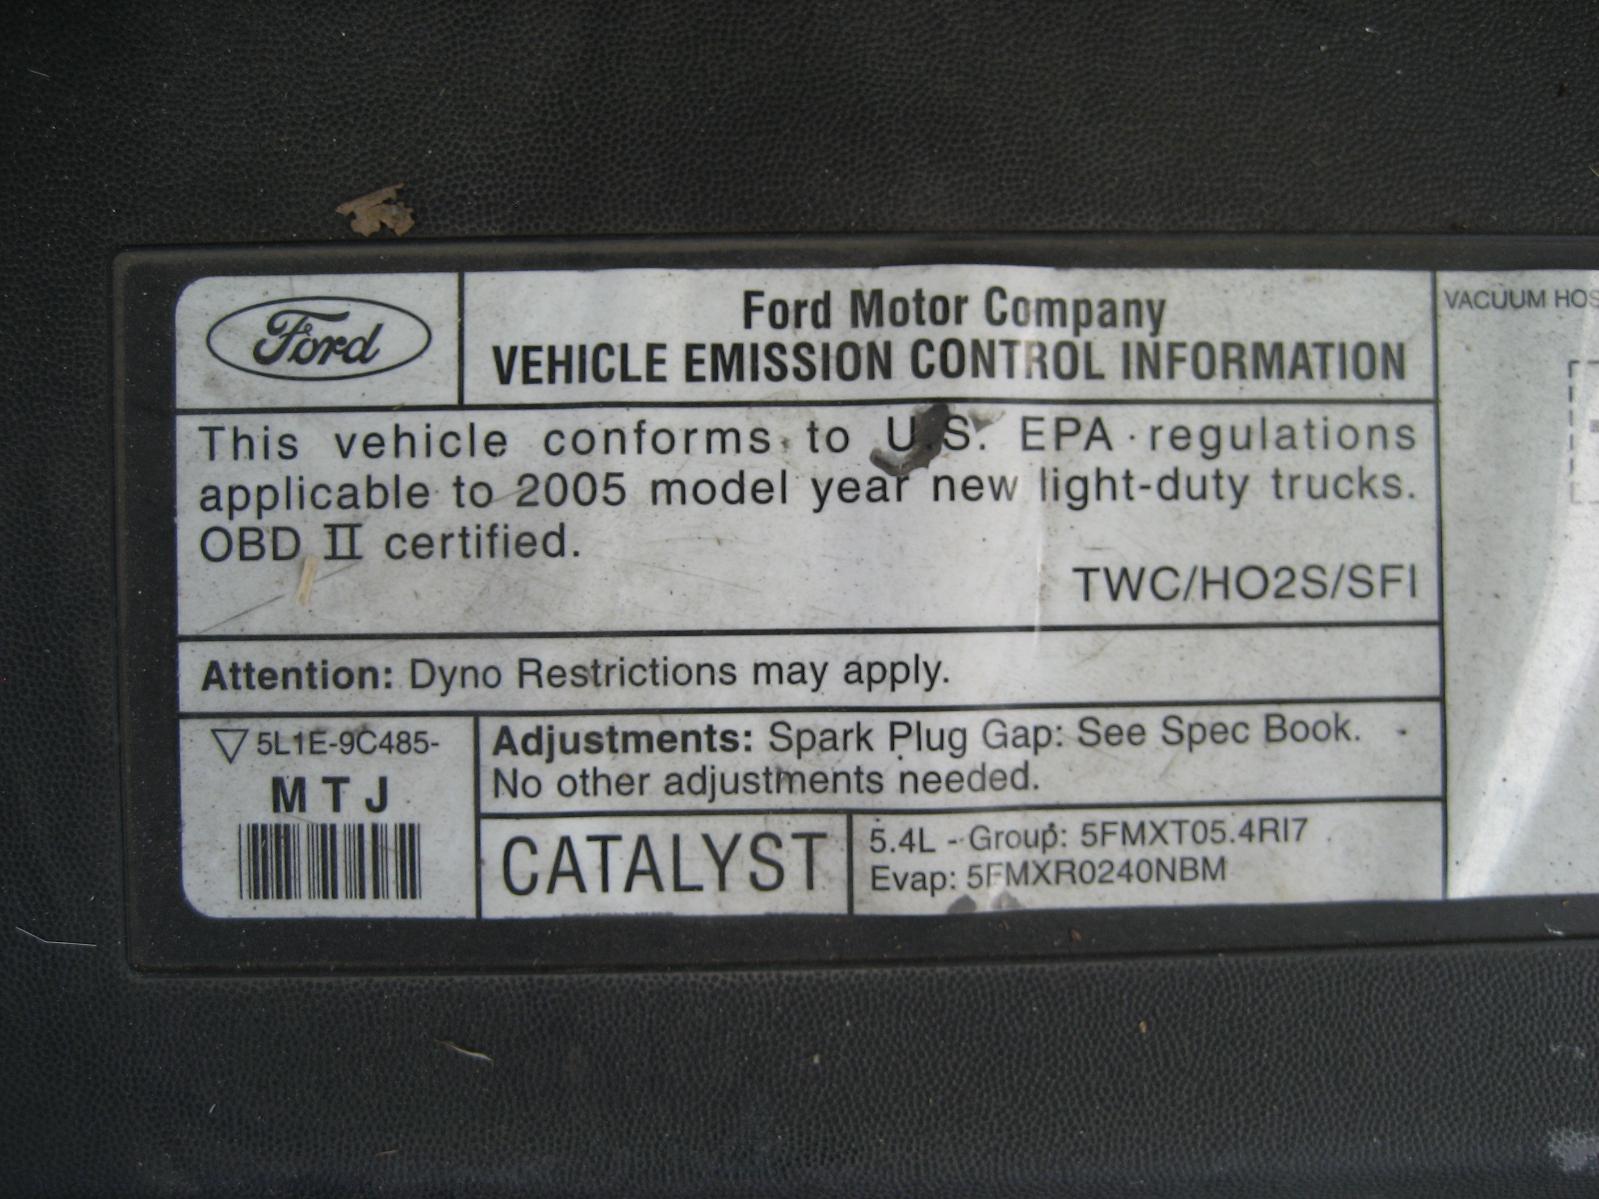 Ford
Ford Motor Company
VEHICLE EMISSION CONTROL INFORMATION
This vehicle conforms to U.S. EPA regulations
applicable to 2005 model year new light-duty trucks.
OBD II certified.
TWC/HO2S/SFI
Attention: Dyno Restrictions may apply.
5L1E-9C485-
MTJ
Adjustments: Spark Plug Gap: See Spec Book.
No other adjustments needed.
CATALYST
5.4L - Group: 5FMXT05.4RI7
Evap: 5FMXR0240NBM
VACUUM